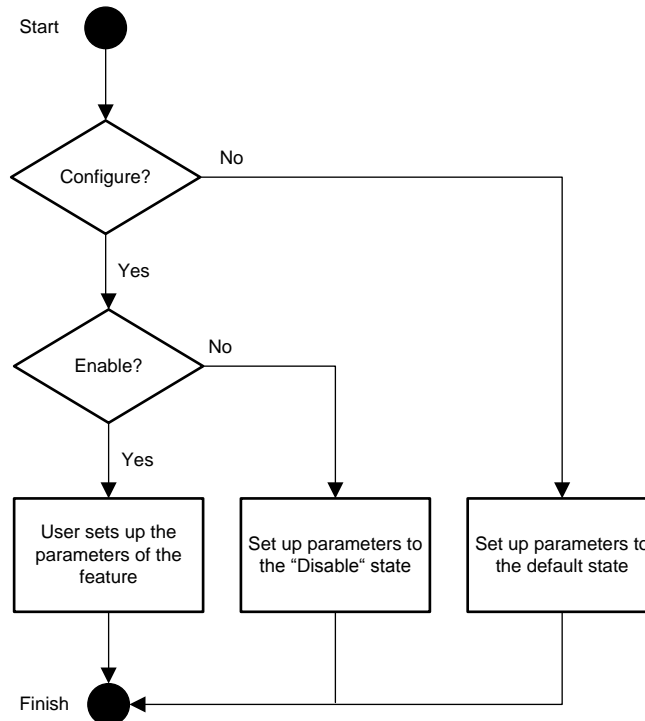 Start
No
Configure?
Yes
No
Enable?
Yes
User sets up the
parameters of the
feature
Set up parameters to
the “Disable“ state
Set up parameters to
the default state
Finish